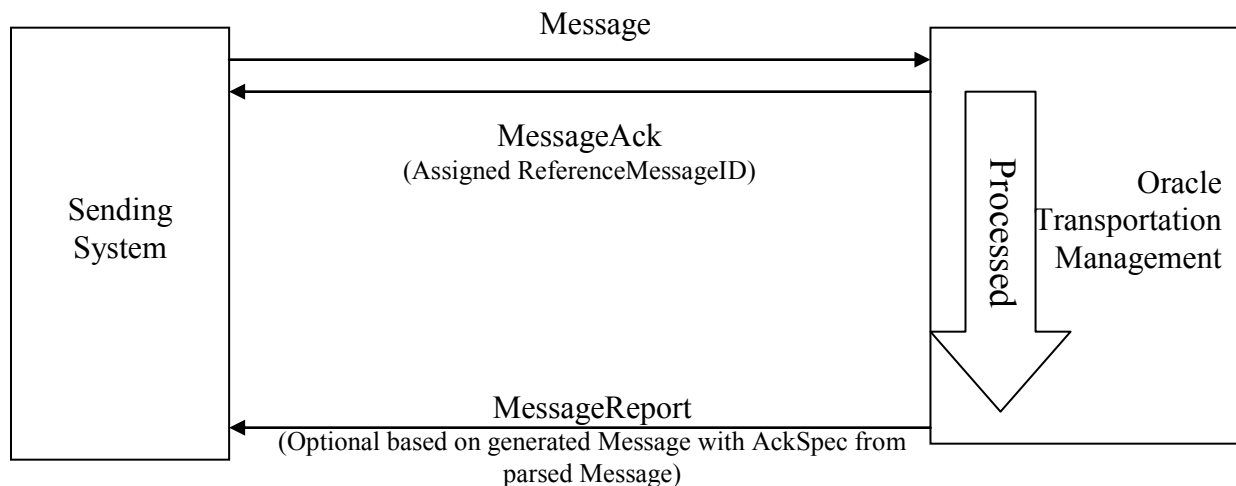 Message
MessageAck
(Assigned ReferenceMessageID)
Sending
System
Processed
Oracle
Transportation
Management
MessageReport
(Optional based on generated Message with AckSpec from
parsed Message)